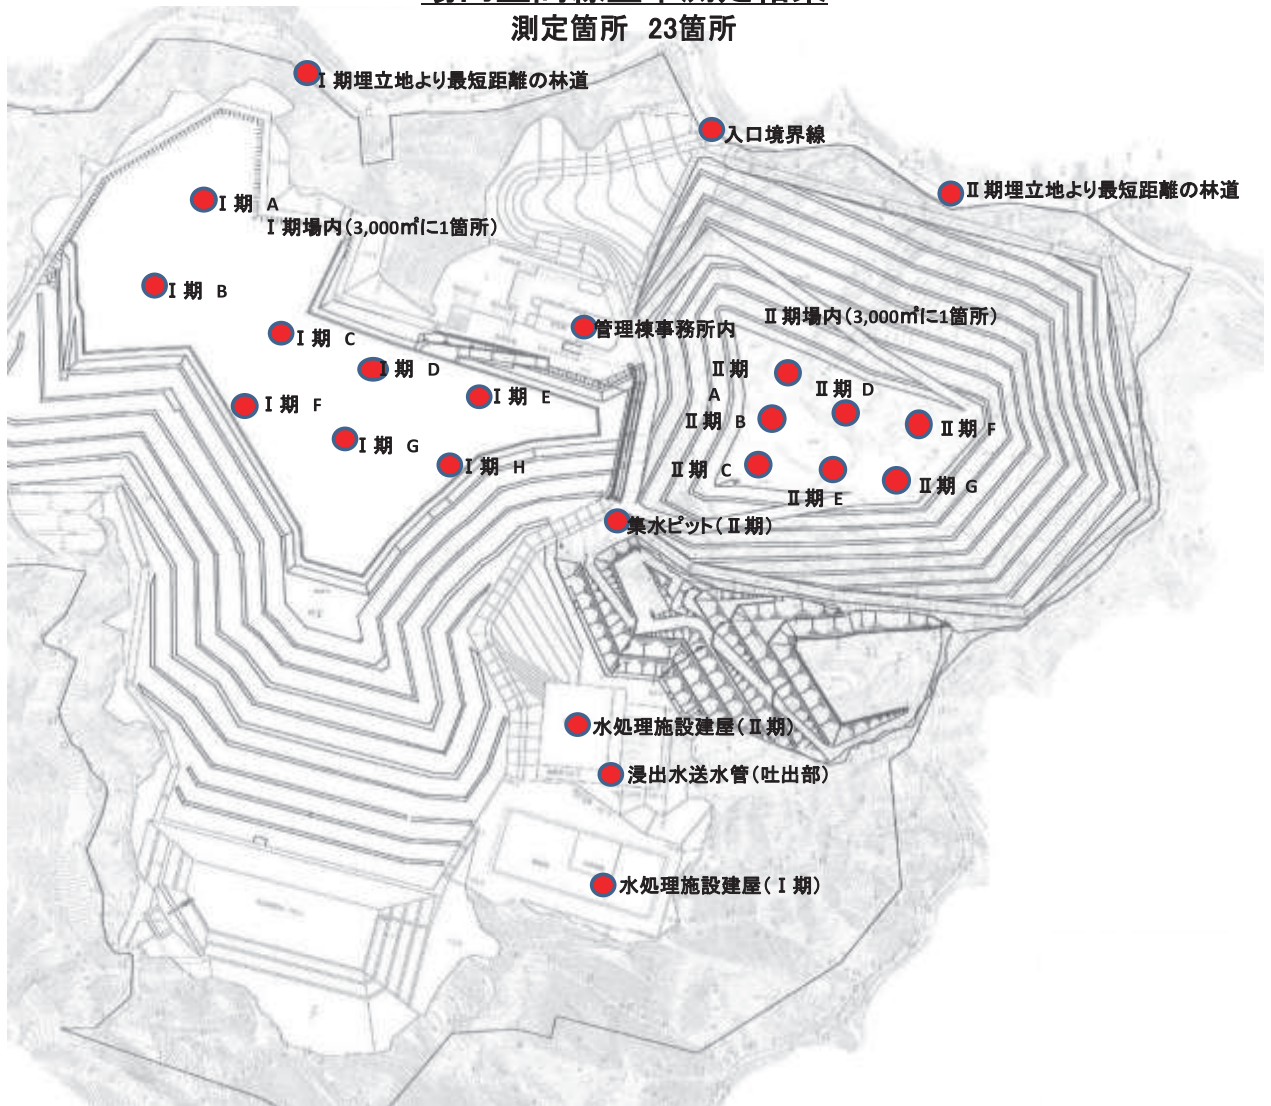 測定箇所 23箇所
Ⅰ期埋立地より最短距離の林道
入口境界線
Ⅱ期埋立地より最短距離の林道
Ⅰ期 A
Ⅰ期場内(3,000㎡に1箇所)
Ⅰ期 B
Ⅰ期 C
Ⅰ期 D
Ⅰ期 E
Ⅰ期 F
Ⅰ期 G
Ⅰ期 H
管理棟事務所内
Ⅱ期場内(3,000㎡に1箇所)
Ⅱ期
A
Ⅱ期 D
Ⅱ期 B
Ⅱ期 F
Ⅱ期 C
Ⅱ期 E
Ⅱ期 G
集水ピット(Ⅱ期)
水処理施設建屋(Ⅱ期)
浸出水送水管(吐出部)
水処理施設建屋(Ⅰ期)